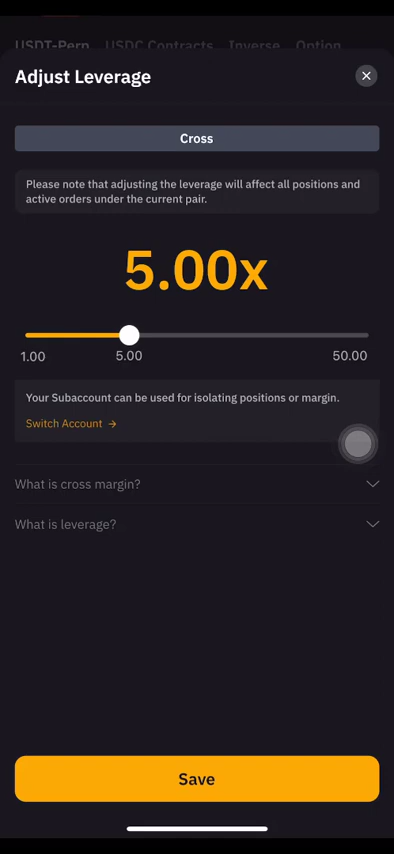 USDT-Perp USDC Contracts Inverse Option
Adjust Leverage
Cross
Please note that adjusting the leverage will affect all positions and
active orders under the current pair.
5.00x
1.00 5.00 50.00
Your Subaccount can be used for isolating positions or margin.
Switch Account →
What is cross margin?
What is leverage?
Save